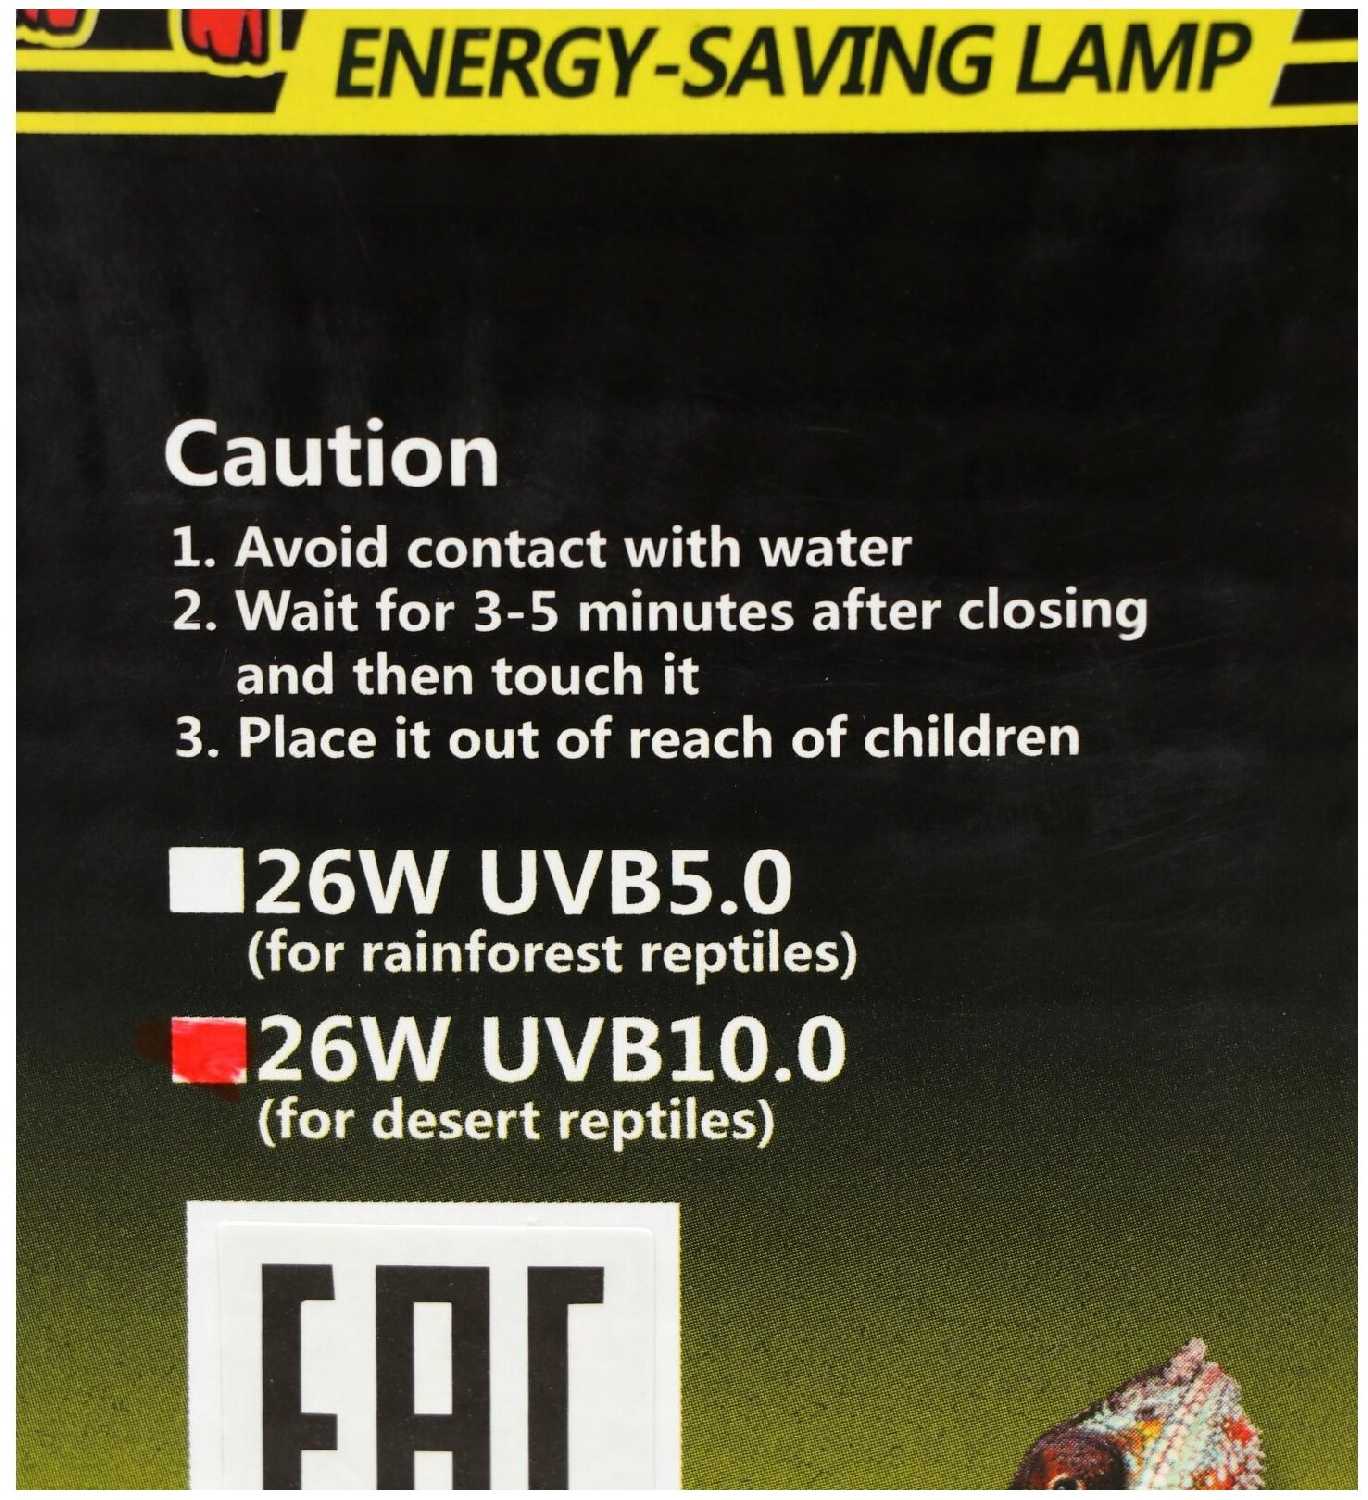 ENERGY-SAVING LAMP
Caution
1. Avoid contact with water
2. Wait for 3-5 minutes after closing
and then touch it
3. Place it out of reach of children
26W UVB5.0
(for rainforest reptiles)
26W UVB10.0
(for desert reptiles)
EAC